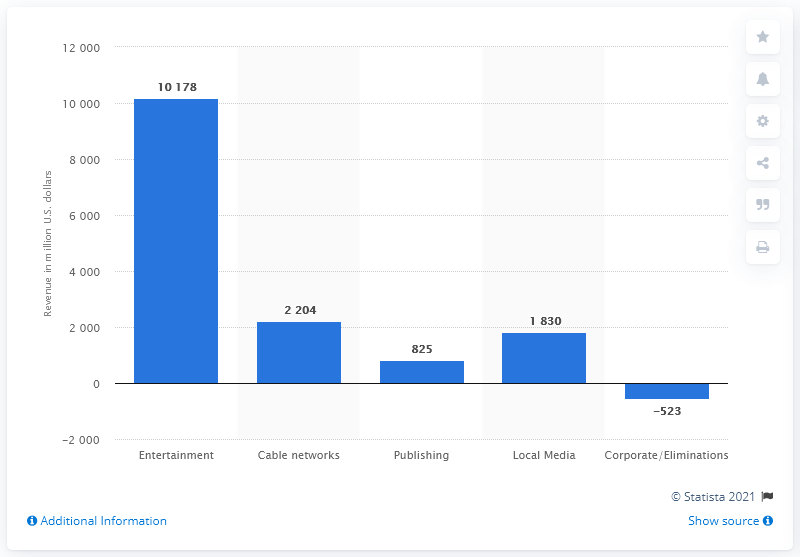 12 000
10 000
8 000
6 000
4 000
2 000
0
−2 000
Revenue in million U.S. dollars
10 178
2 204
825
1 830
−523
Entertainment
Cable networks
Publishing
Local Media
Corporate/Eliminations
© Statista 2021
Additional Information
Show source